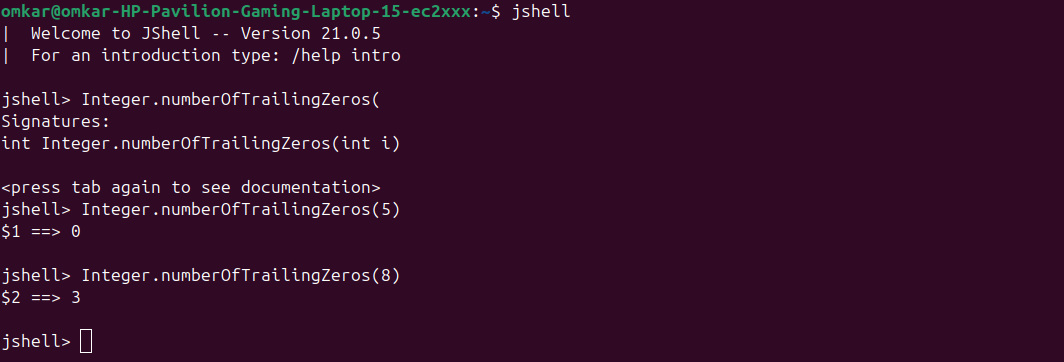 omkar@omkar-HP-Pavilion-Gaming-Laptop-15-ec2xxx:~$ jshell
|  Welcome to JShell -- Version 21.0.5
|  For an introduction type: /help intro
jshell> Integer.numberOfTrailingZeros(
Signatures:
int Integer.numberOfTrailingZeros(int i)
<press tab again to see documentation>
jshell> Integer.numberOfTrailingZeros(5)
$1 ==> 0
jshell> Integer.numberOfTrailingZeros(8)
$2 ==> 3
jshell>